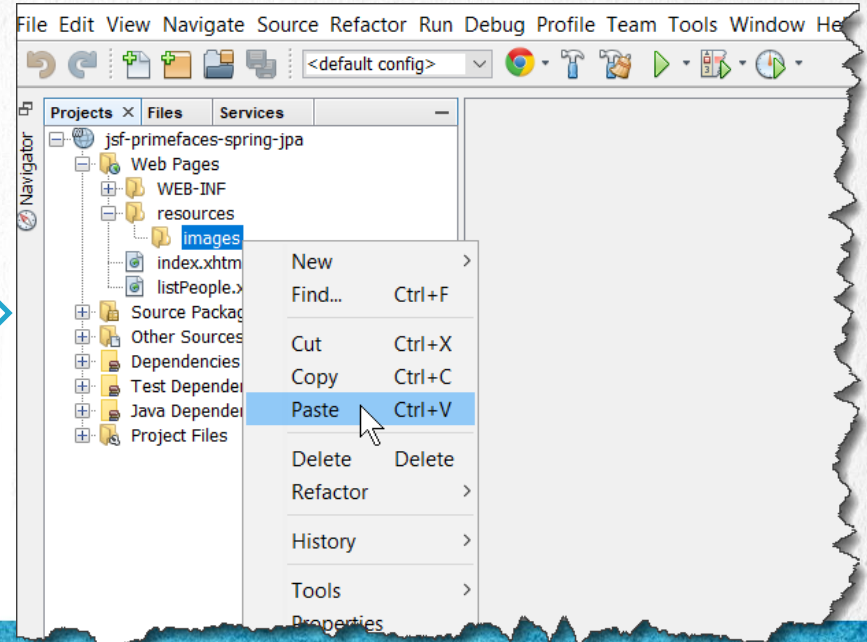 File Edit View Navigate Source Refactor Run Debug Profile Team Tools Window He
<default config>
Projects × Files Services
Navigator
jsf-primefaces-spring-jpa
Web Pages
WEB-INF
resources
images
index.xhtm
listPeople.x
Source Packag
Other Sources
Dependencies
Test Depender
Java Depender
Project Files
New
Find... Ctrl+F
Cut Ctrl+X
Copy Ctrl+C
Paste Ctrl+V
Delete Delete
Refactor
History
Tools
Properties